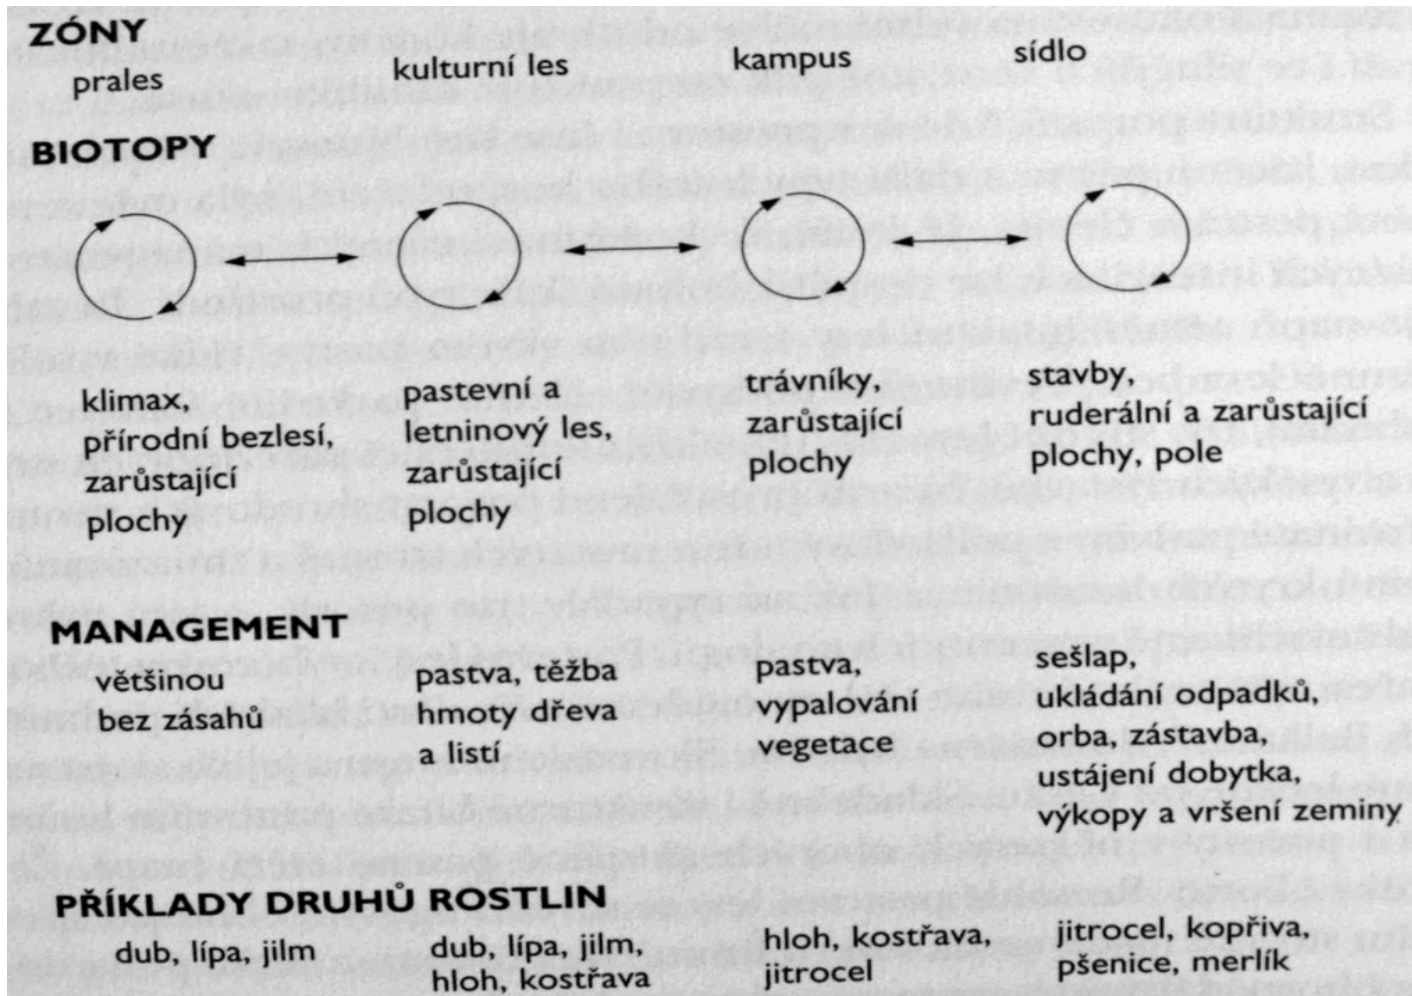 ZÓNY
prales
kulturní les
kampus
sídlo
BIOTOPY
klimax,
přírodní bezlesí,
zarůstající
plochy
pastevní a
letninový les,
zarůstající
plochy
trávníky,
zarůstající
plochy
stavby,
ruderální a zarůstající
plochy, pole
MANAGEMENT
většinou
bez zásahů
pastva, těžba
hmoty dřeva
a listí
pastva,
vypalování
vegetace
sešlap,
ukládání odpadků,
orba, zástavba,
ustájení dobytka,
výkopy a vršení zeminy
PŘÍKLADY DRUHŮ ROSTLIN
dub, lípa, jilm
dub, lípa, jilm,
hloh, kostřava
hloh, kostřava,
jitrocel
jitrocel, kopřiva,
pšenice, merlík